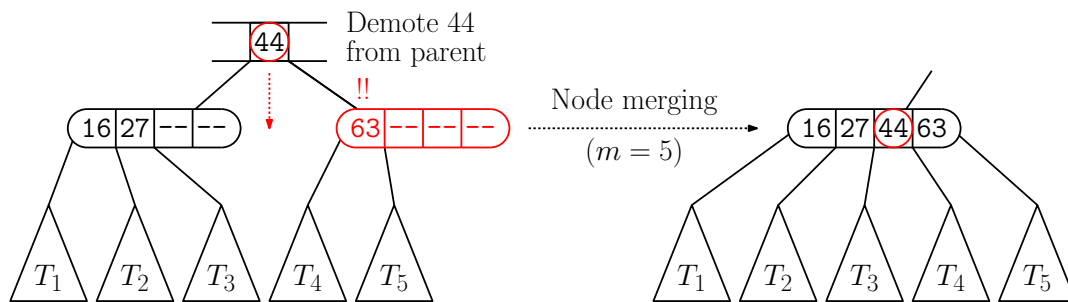 44 Demote 44
from parent
!!
16 27 -- -- 63 -- -- -- Node merging 16 27 44 63
(m = 5)
T1 T2 T3 T4 T5 T1 T2 T3 T4 T5